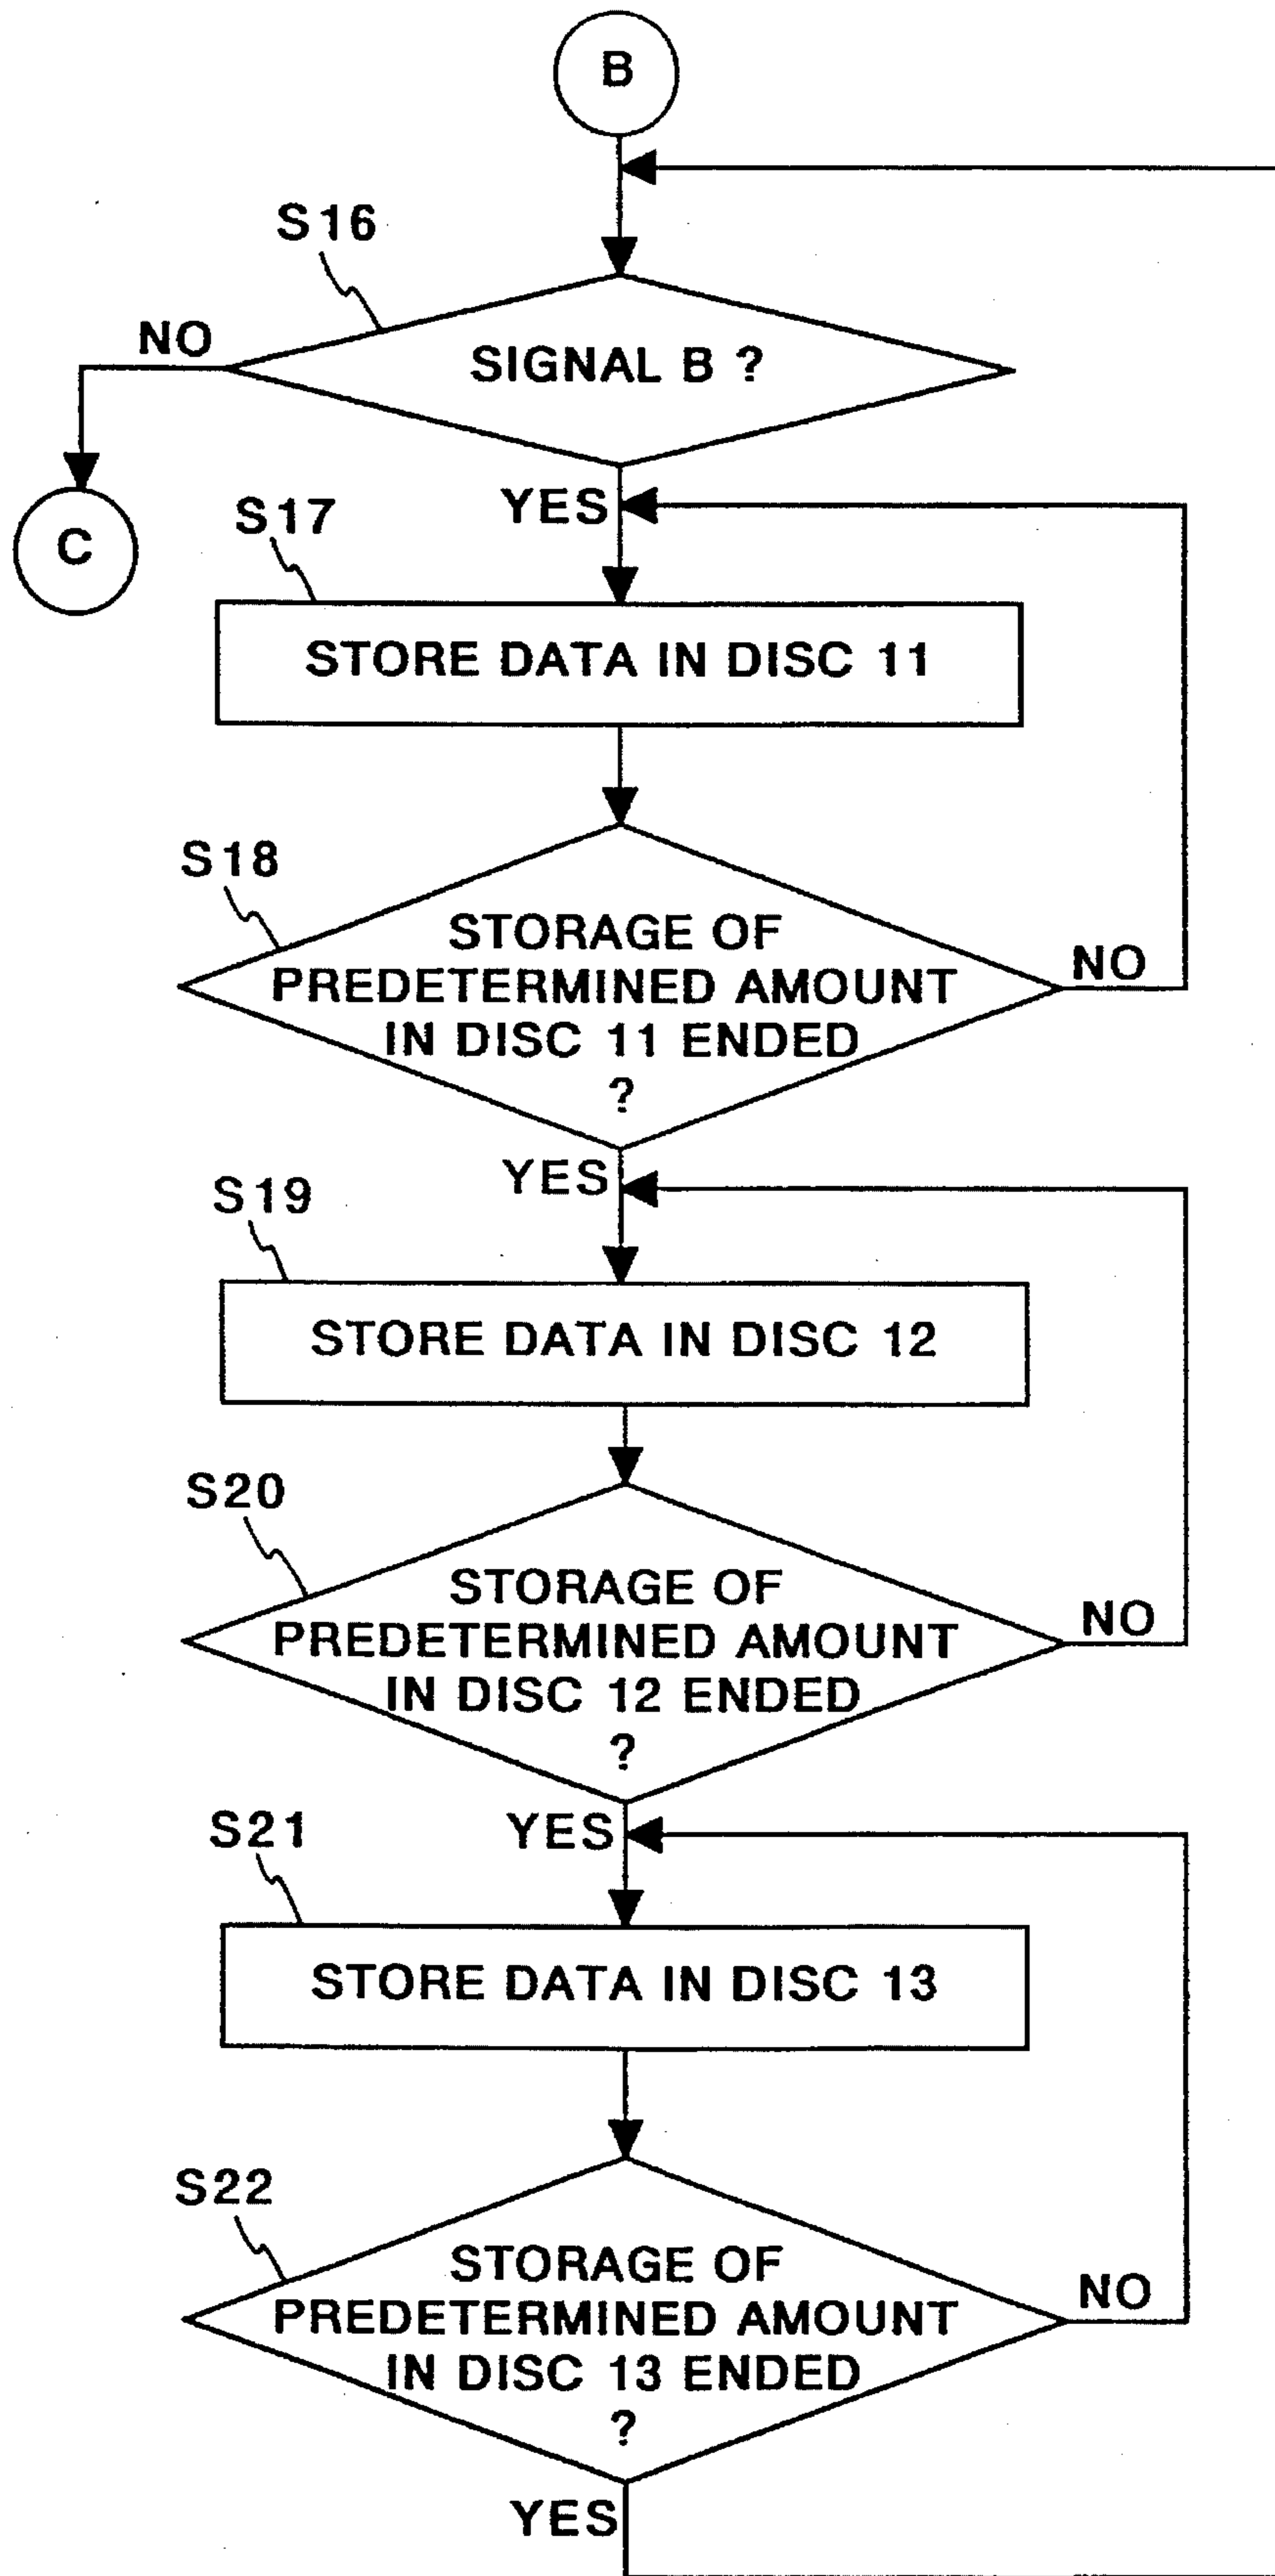 B
S16
NO
SIGNAL B ?
C
YES
S17
STORE DATA IN DISC 11
S18
STORAGE OF
PREDETERMINED AMOUNT
IN DISC 11 ENDED
?
NO
YES
S19
STORE DATA IN DISC 12
S20
STORAGE OF
PREDETERMINED AMOUNT
IN DISC 12 ENDED
?
NO
YES
S21
STORE DATA IN DISC 13
S22
STORAGE OF
PREDETERMINED AMOUNT
IN DISC 13 ENDED
?
NO
YES